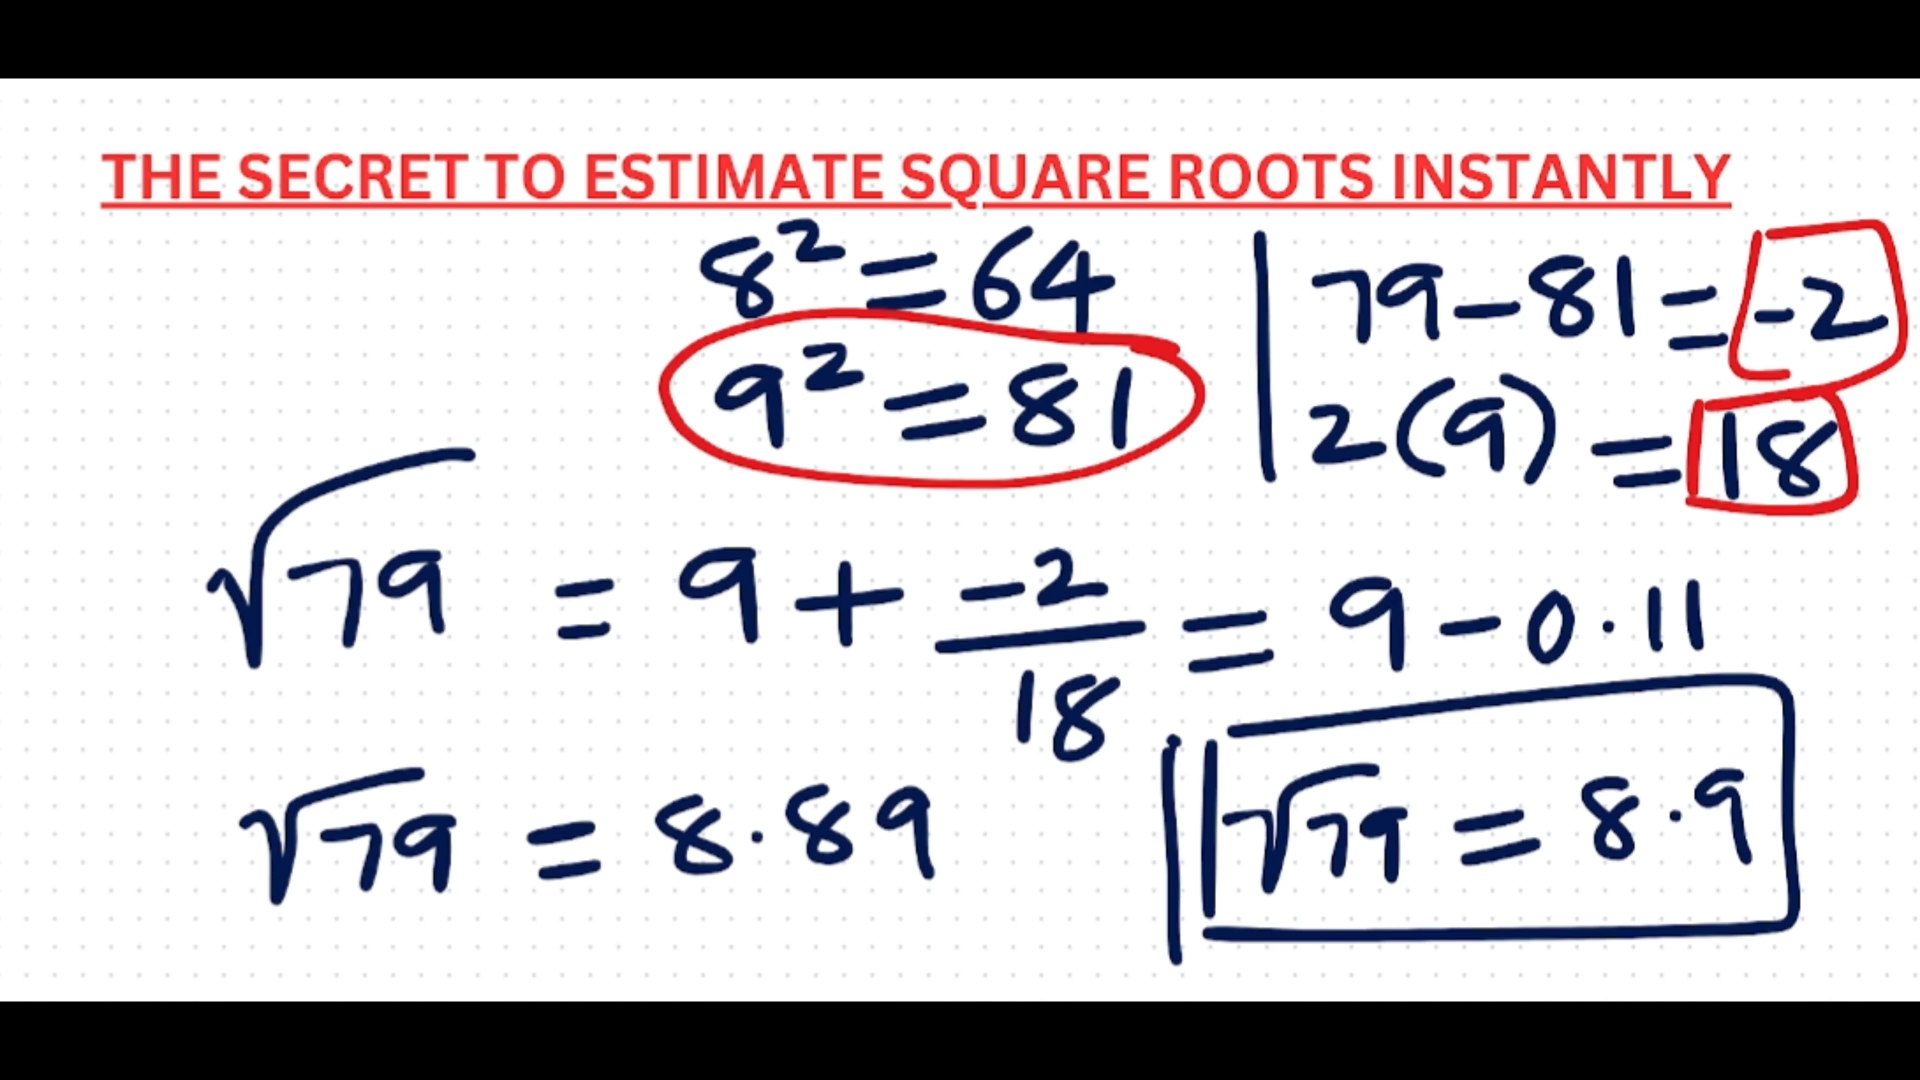 THE SECRET TO ESTIMATE SQUARE ROOTS INSTANTLY
8² = 64
9² = 81
79 - 81 = -2
2(9) = 18
√79 = 9 + -2/18 = 9 - 0.11
√79 = 8.89
√79 = 8.9